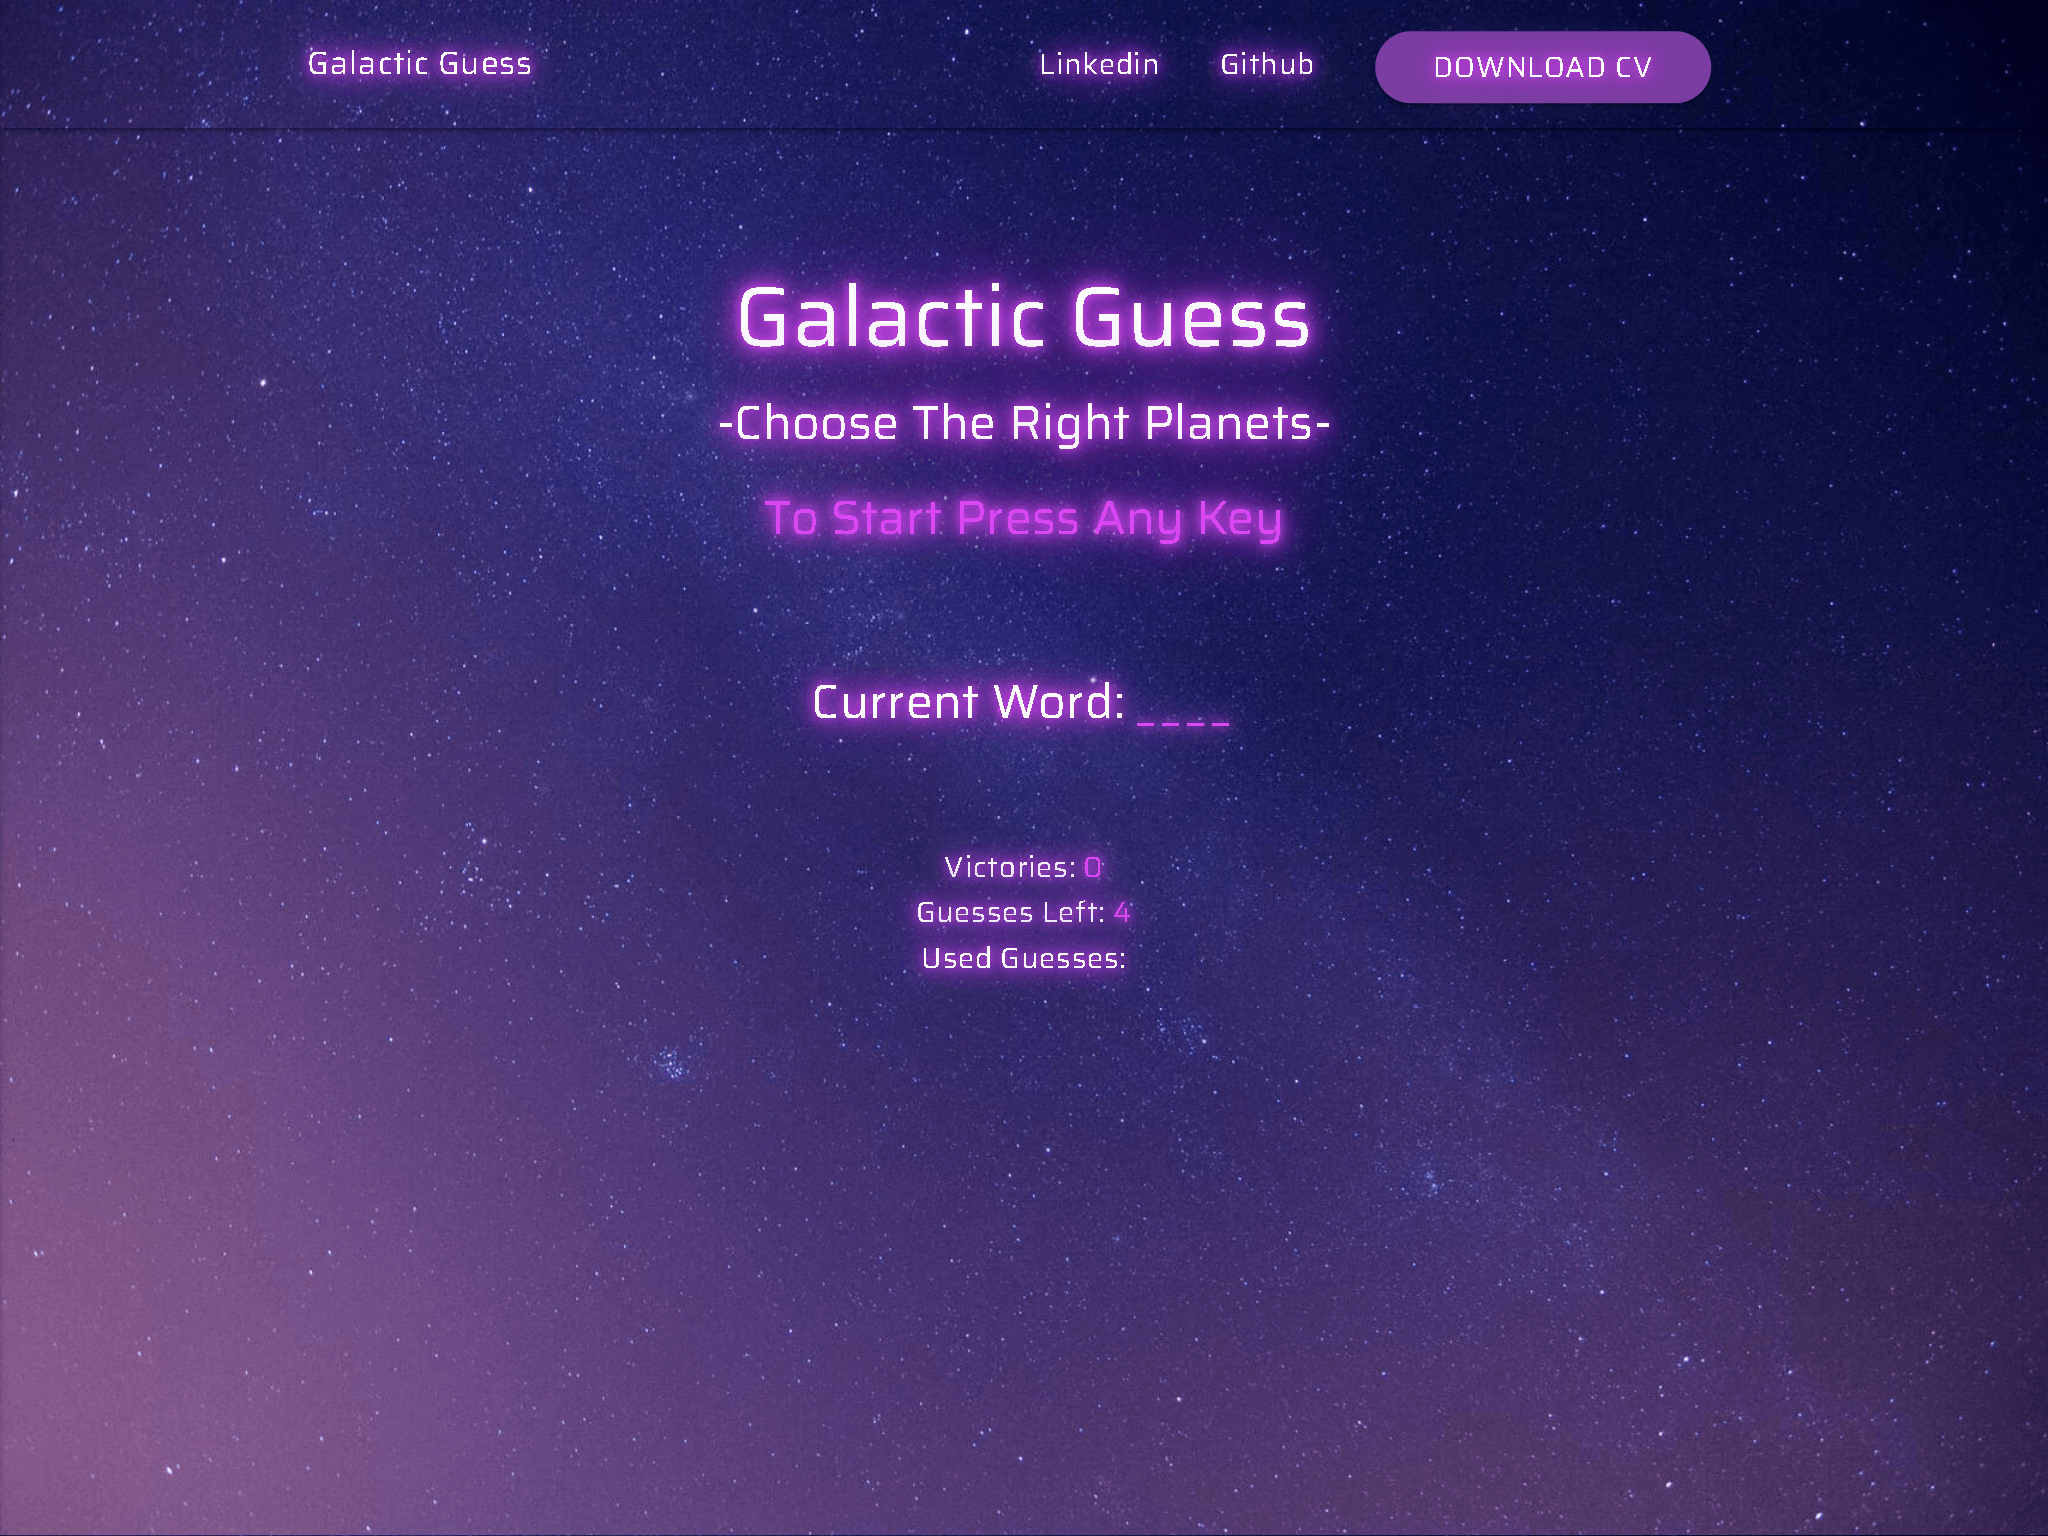 Galactic Guess
Linkedin
Github
DOWNLOAD CV
Galactic Guess
-Choose The Right Planets-
To Start Press Any Key
Current Word: _ _ _ _
Victories: 0
Guesses Left: 4
Used Guesses: